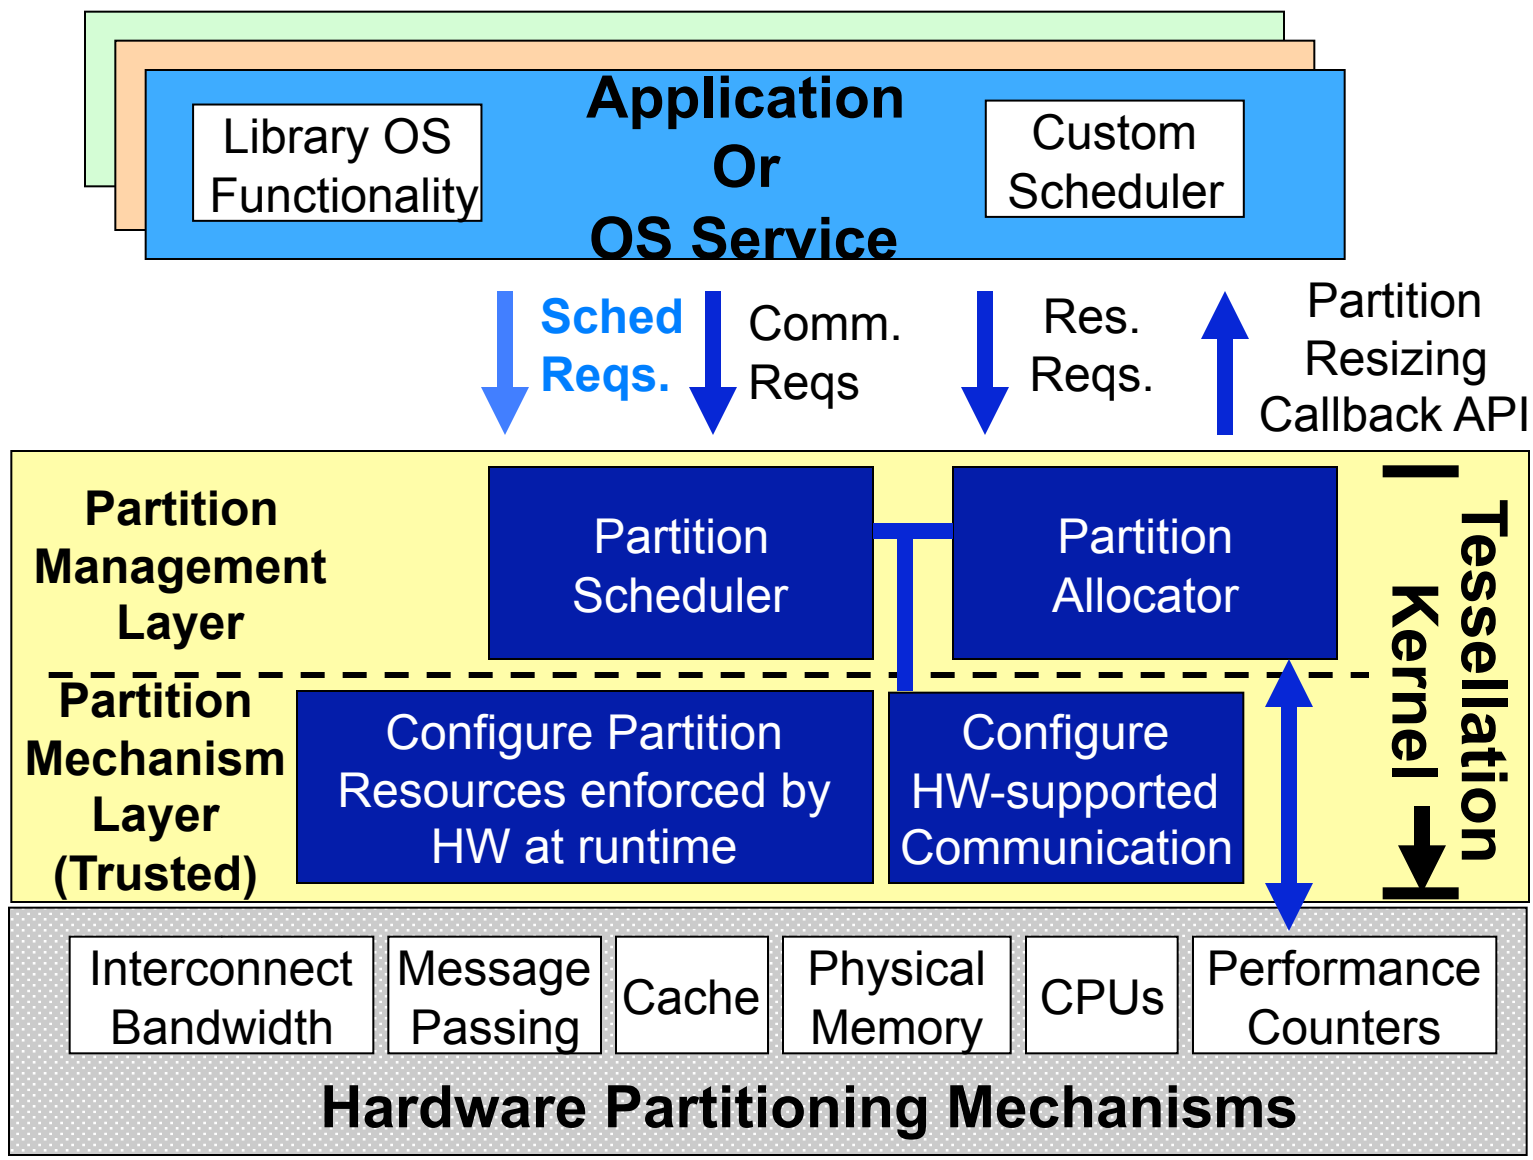 Application
Or
OS Service
Library OS
Functionality
Custom
Scheduler
Sched
Reqs.
Comm.
Reqs
Res.
Reqs.
Partition
Resizing
Callback API
Partition
Management
Layer
Partition
Scheduler
Partition
Allocator
Tessellation
Kernel
Partition
Mechanism
Layer
(Trusted)
Configure Partition
Resources enforced by
HW at runtime
Configure
HW-supported
Communication
Interconnect
Bandwidth
Message
Passing
Cache
Physical
Memory
CPUs
Performance
Counters
Hardware Partitioning Mechanisms